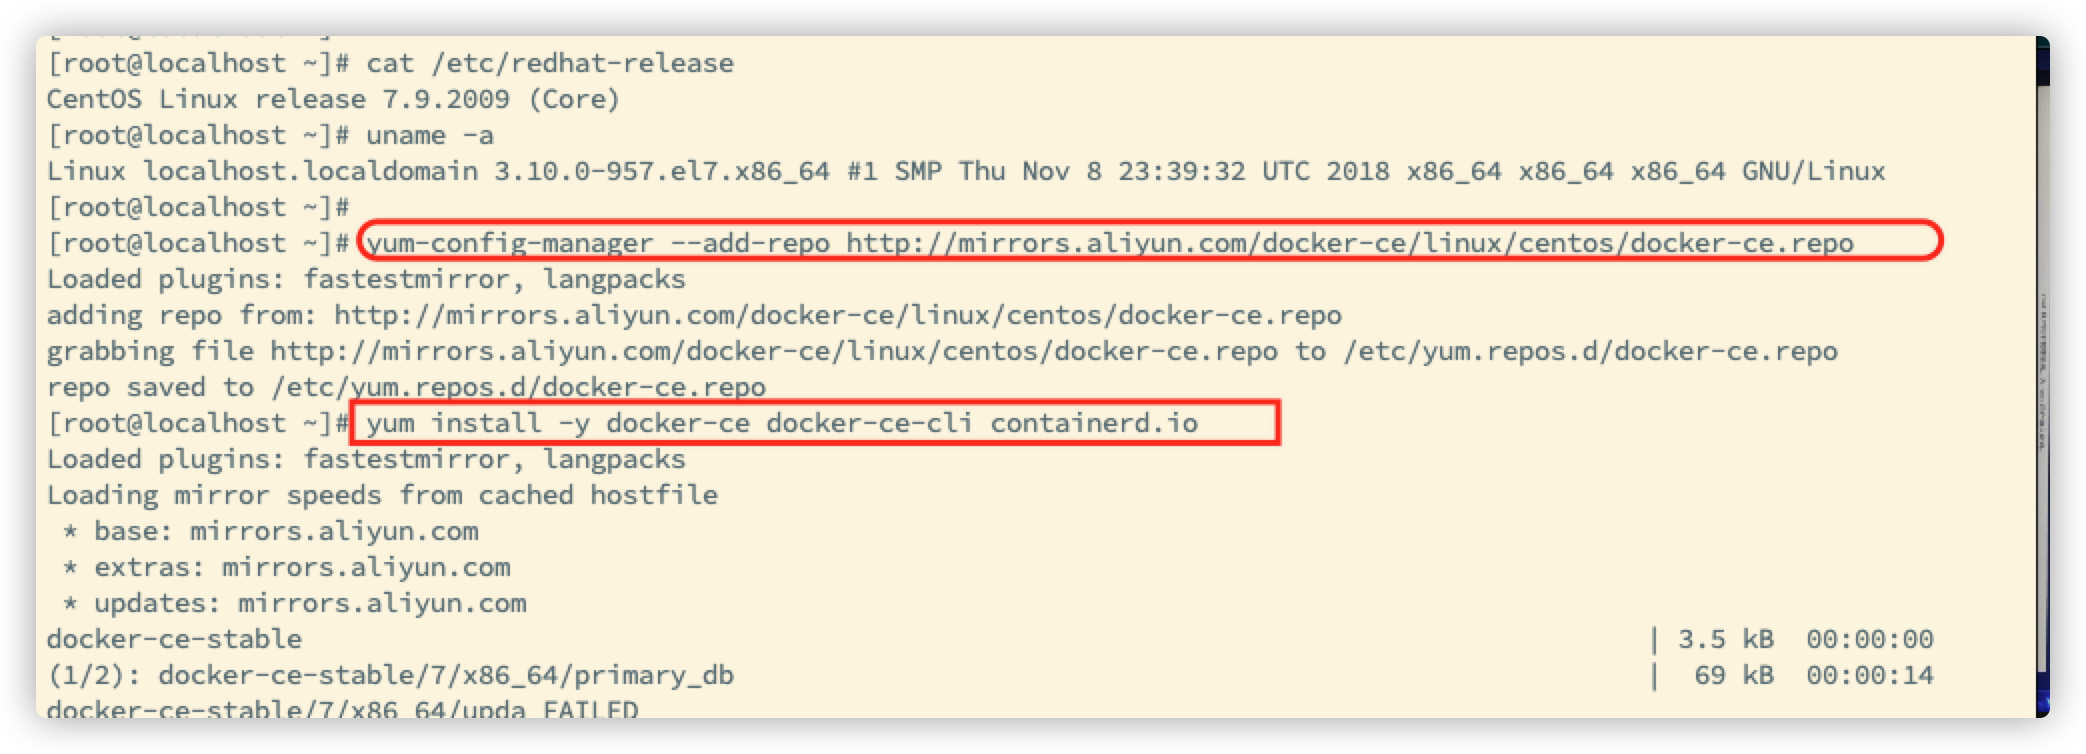 [root@localhost ~]# cat /etc/redhat-release
CentOS Linux release 7.9.2009 (Core)
[root@localhost ~]# uname -a
Linux localhost.localdomain 3.10.0-957.el7.x86_64 #1 SMP Thu Nov 8 23:39:32 UTC 2018 x86_64 x86_64 x86_64 GNU/Linux
[root@localhost ~]#
[root@localhost ~]# yum-config-manager --add-repo http://mirrors.aliyun.com/docker-ce/linux/centos/docker-ce.repo
Loaded plugins: fastestmirror, langpacks
adding repo from: http://mirrors.aliyun.com/docker-ce/linux/centos/docker-ce.repo
grabbing file http://mirrors.aliyun.com/docker-ce/linux/centos/docker-ce.repo to /etc/yum.repos.d/docker-ce.repo
repo saved to /etc/yum.repos.d/docker-ce.repo
[root@localhost ~]# yum install -y docker-ce docker-ce-cli containerd.io
Loaded plugins: fastestmirror, langpacks
Loading mirror speeds from cached hostfile
 * base: mirrors.aliyun.com
 * extras: mirrors.aliyun.com
 * updates: mirrors.aliyun.com
docker-ce-stable | 3.5 kB 00:00:00
(1/2): docker-ce-stable/7/x86_64/primary_db | 69 kB 00:00:14
docker-ce-stable/7/x86_64/upda FAILED